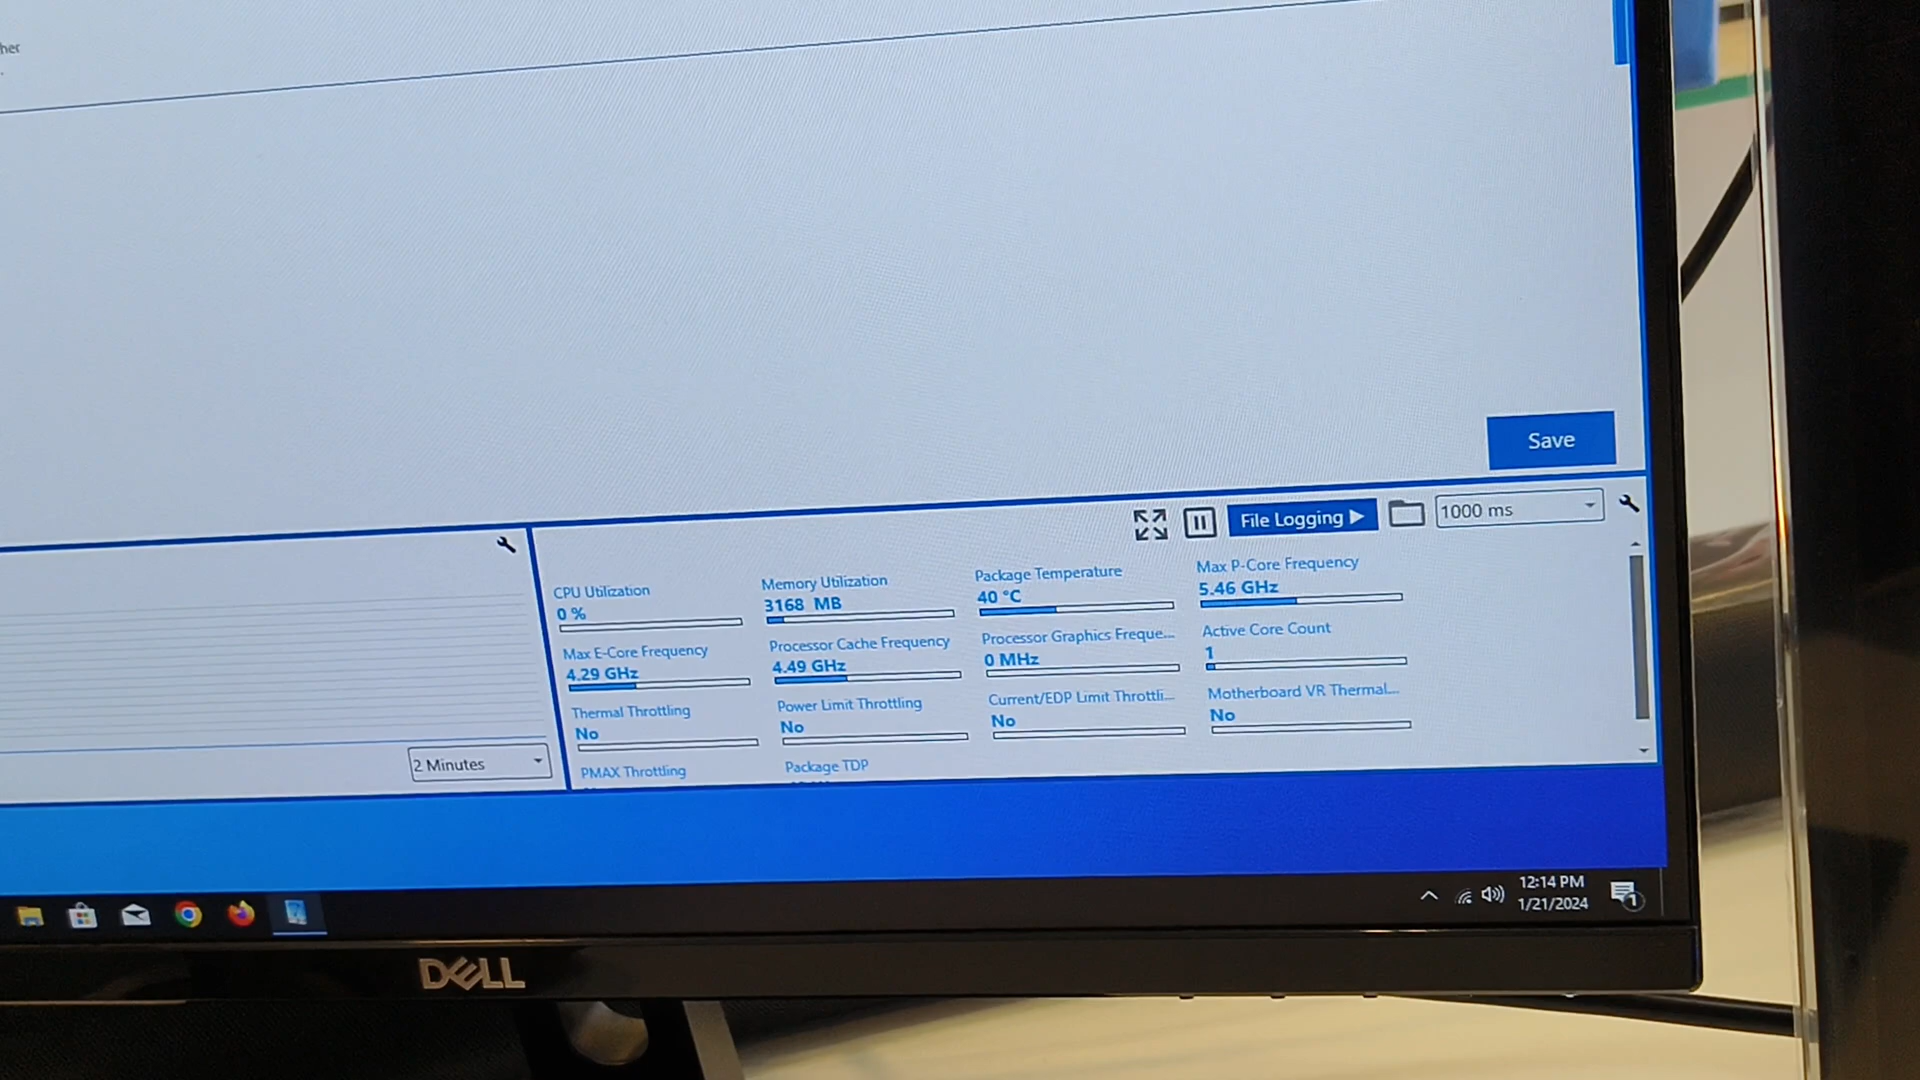 her
Save
File Logging
1000 ms
CPU Utilization
0 %
Memory Utilization
3168 MB
Package Temperature
40 °C
Max P-Core Frequency
5.46 GHz
Max E-Core Frequency
4.29 GHz
Processor Cache Frequency
4.49 GHz
Processor Graphics Freque...
0 MHz
Active Core Count
1
Thermal Throttling
No
Power Limit Throttling
No
Current/EDP Limit Throttli...
No
Motherboard VR Thermal...
No
PMAX Throttling
Package TDP
2 Minutes
12:14 PM
1/21/2024
1
DELL